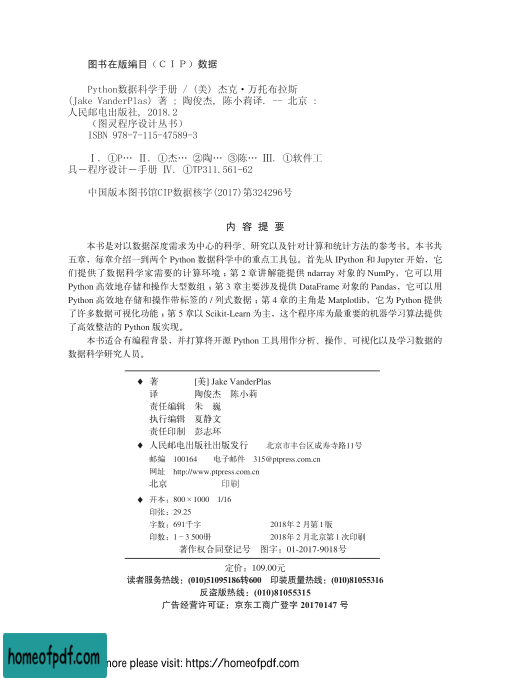 图书在版编目（ＣＩＰ）数据
Python数据科学手册 / （美）杰克·万托布拉斯
(Jake VanderPlas) 著 ; 陶俊杰, 陈小莉译. -- 北京 :
人民邮电出版社, 2018.2
（图灵程序设计丛书）
ISBN 978-7-115-47589-3
Ⅰ. ①P… Ⅱ. ①杰… ②陶… ③陈… Ⅲ. ①软件工
具－程序设计－手册 Ⅳ. ①TP311.561-62
中国版本图书馆CIP数据核字(2017)第324296号
内 容 提 要
本书是对以数据深度需求为中心的科学、研究以及针对计算和统计方法的参考书。本书共
五章，每章介绍一到两个 Python 数据科学中的重点工具包。首先从 IPython 和 Jupyter 开始，它
们提供了数据科学家需要的计算环境；第 2 章讲解能提供 ndarray 对象的 NumPy，它可以用
Python 高效地存储和操作大型数组；第 3 章主要涉及提供 DataFrame 对象的 Pandas，它可以用
Python 高效地存储和操作带标签的 / 列式数据；第 4 章的主角是 Matplotlib，它为 Python 提供
了许多数据可视化功能；第 5 章以 Scikit-Learn 为主，这个程序库为最重要的机器学习算法提供
了高效整洁的 Python 版实现。
本书适合有编程背景，并打算将开源 Python 工具用作分析、操作、可视化以及学习数据的
数据科学研究人员。
♦ 著 [美] Jake VanderPlas
译 陶俊杰 陈小莉
责任编辑 朱 巍
执行编辑 夏静文
责任印制 彭志环
♦ 人民邮电出版社出版发行 北京市丰台区成寿寺路11号
邮编 100164 电子邮件 315@ptpress.com.cn
网址 http://www.ptpress.com.cn
北京 印刷
♦ 开本：800×1000 1/16
印张：29.25
字数：691千字 2018年 2 月第 1 版
印数：1－3 500册 2018年 2 月北京第 1 次印刷
著作权合同登记号 图字：01-2017-9018号
定价：109.00元
读者服务热线：(010)51095186转600 印装质量热线：(010)81055316
反盗版热线：(010)81055315
广告经营许可证：京东工商广登字 20170147 号
homeofpdf.com more please visit: https://homeofpdf.com